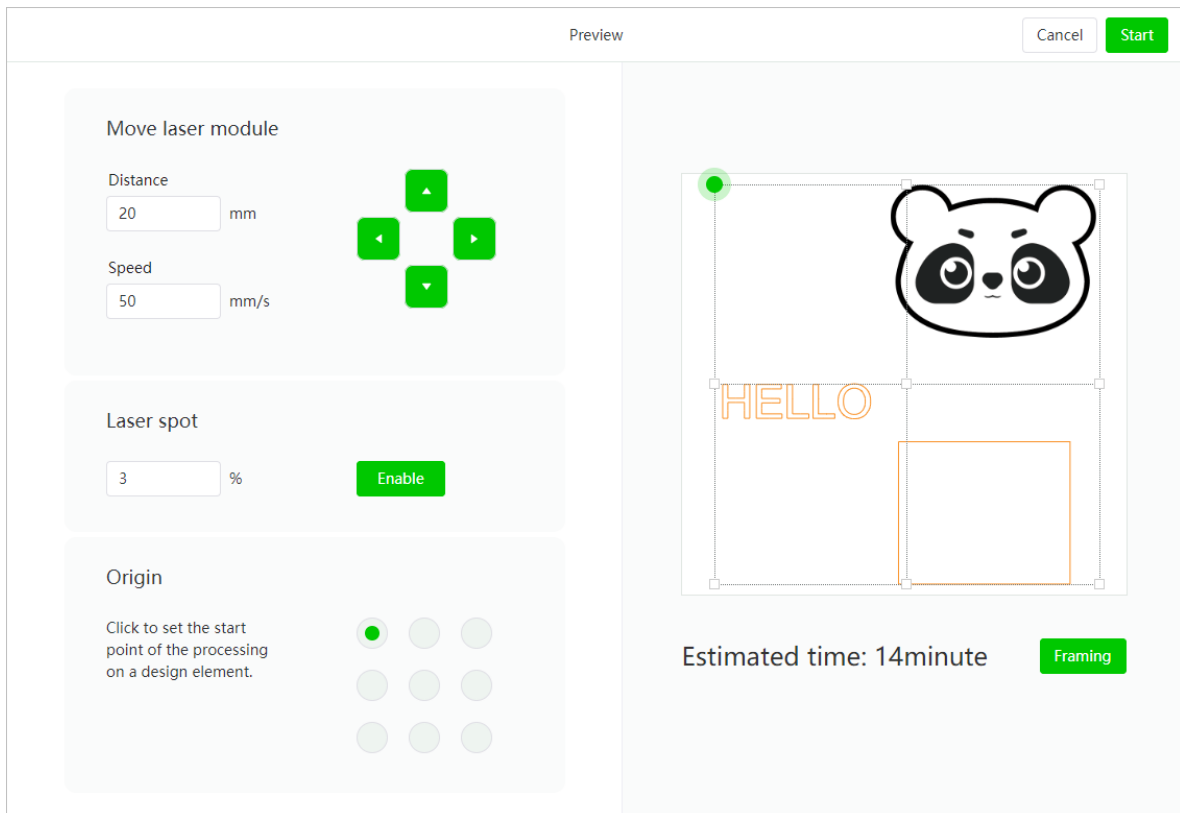 Preview
Cancel
Start
Move laser module
Distance
20 mm
Speed
50 mm/s
Laser spot
3 %
Enable
Origin
Click to set the start
point of the processing
on a design element.
HELLO
Estimated time: 14minute
Framing